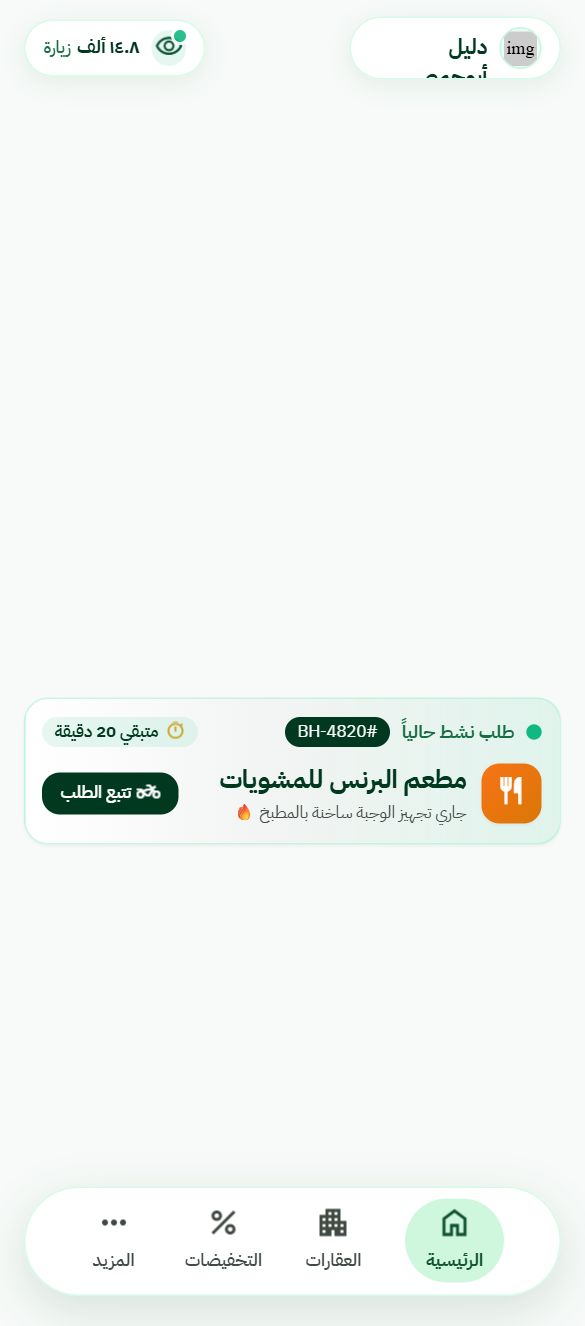 img
دليل
١٤.٨ ألف زيارة
طلب نشط حالياً
#BH-4820
متبقي 20 دقيقة
مطعم البرنس للمشويات
جاري تجهيز الوجبة ساخنة بالمطبخ 🔥
تتبع الطلب
الرئيسية
العقارات
التخفيضات
المزيد